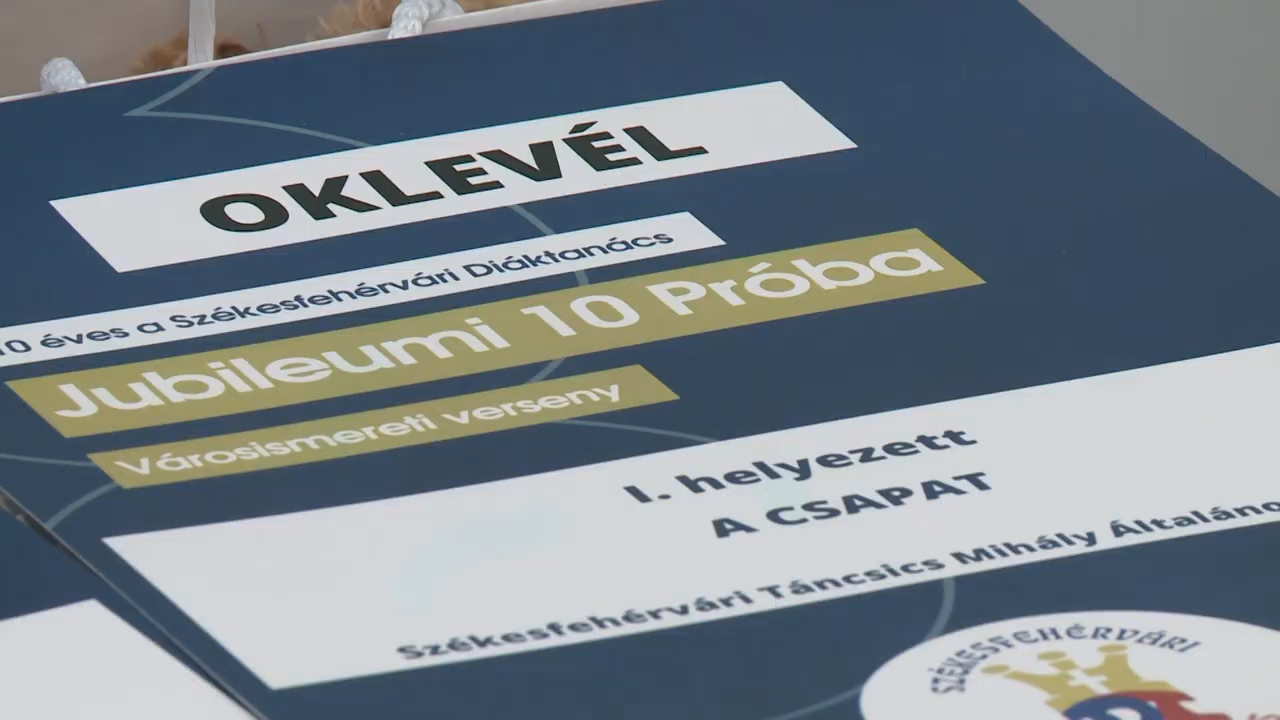 OKLEVÉL
10 éves a Székesfehérvári Diáktanács
Jubileumi 10 Próba
Városismereti verseny
I. helyezett
A CSAPAT
Székesfehérvári Táncsics Mihály Általáno
SZÉKESFEHÉRVÁRI